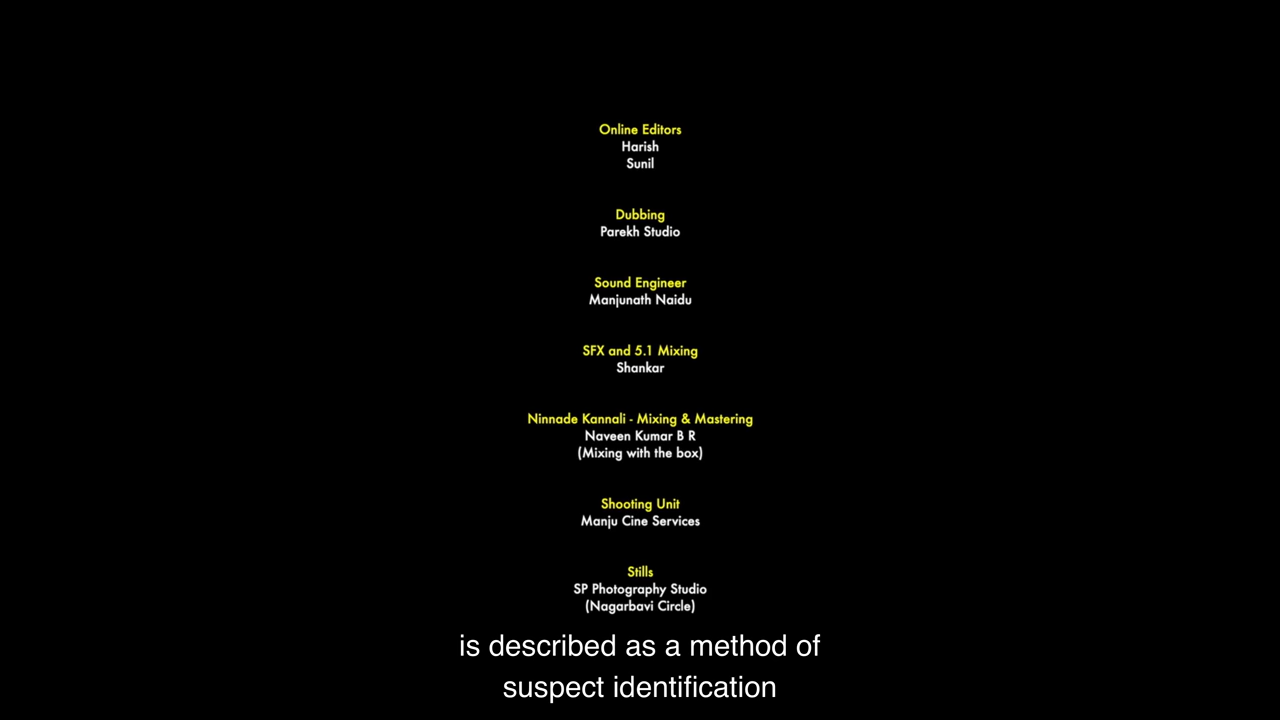 Online Editors
Harish
Sunil
Dubbing
Parekh Studio
Sound Engineer
Manjunath Naidu
SFX and 5.1 Mixing
Shankar
Ninnade Kannali - Mixing & Mastering
Naveen Kumar B R
(Mixing with the box)
Shooting Unit
Manju Cine Services
Stills
SP Photography Studio
(Nagarbavi Circle)
is described as a method of
suspect identification